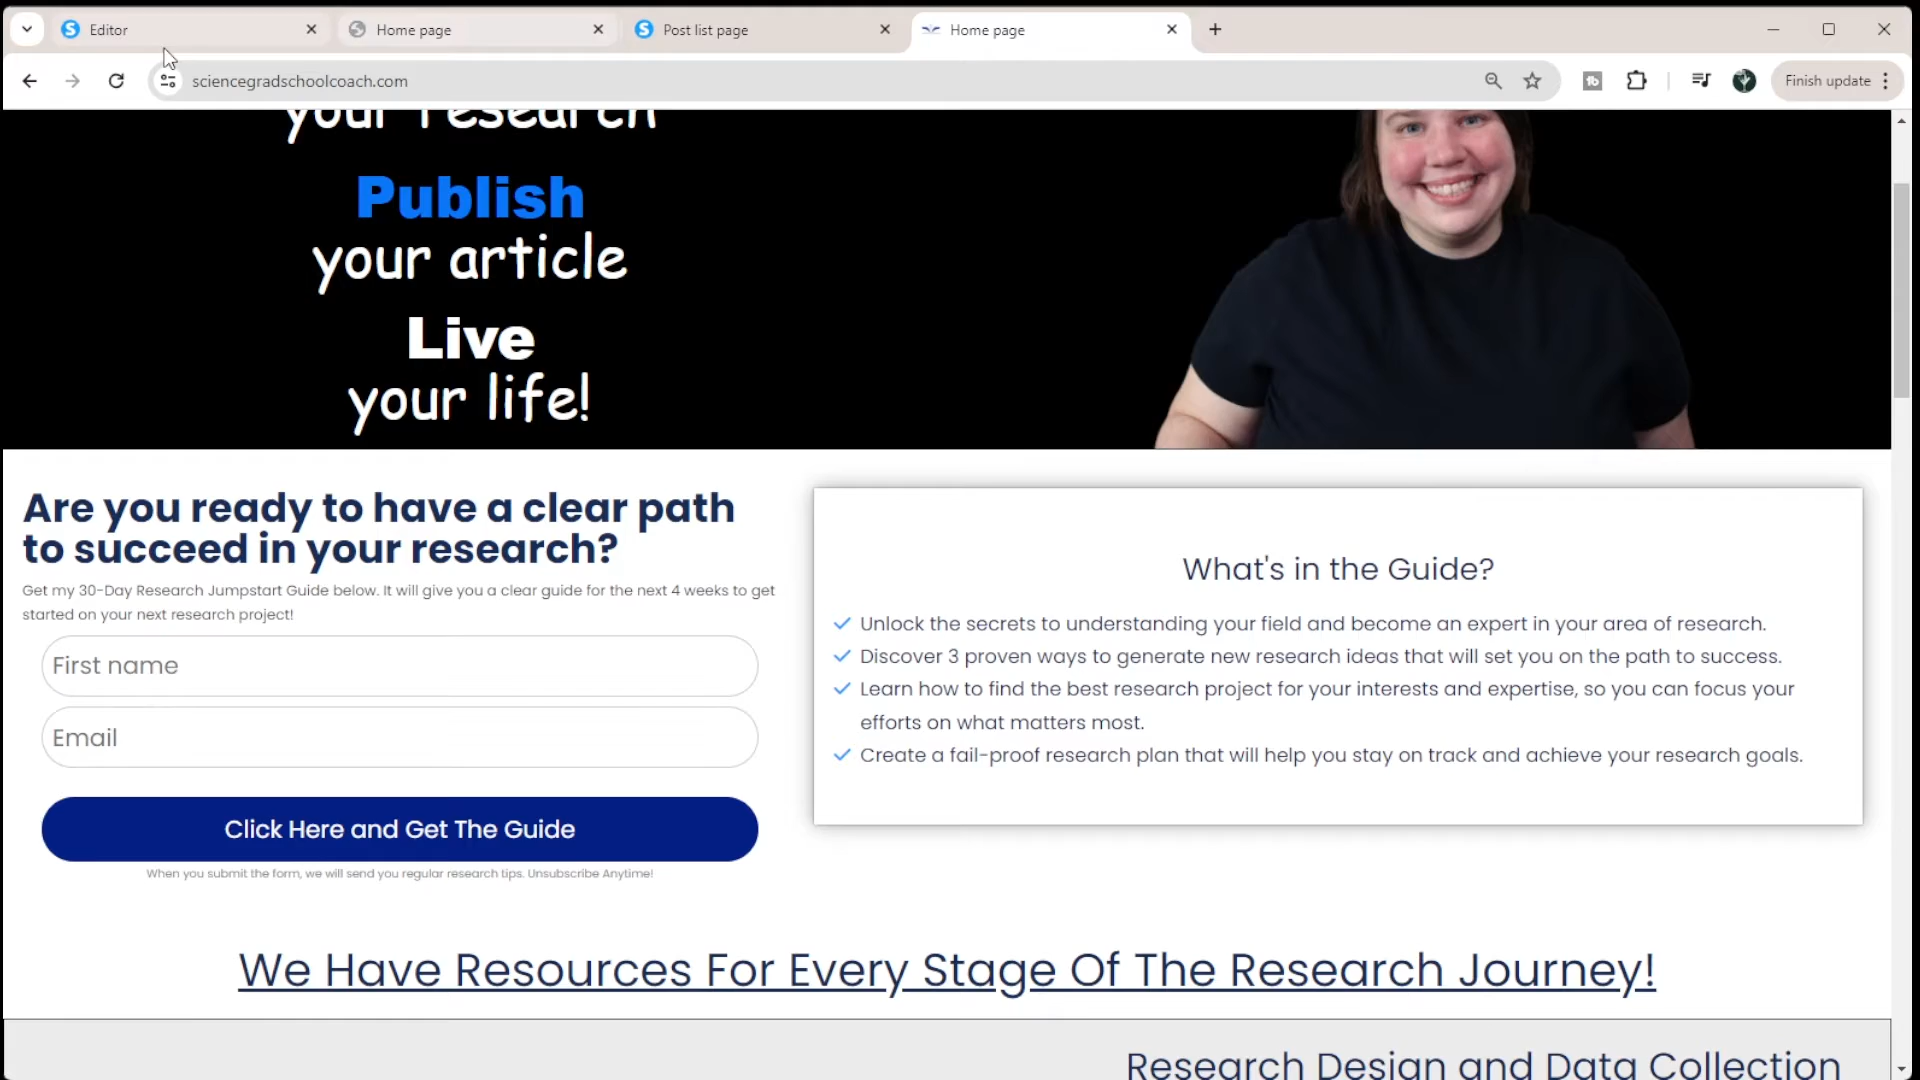 Editor
Home page
Post list page
Home page
sciencegradschoolcoach.com
Finish update
your research
Publish
your article
Live
your life!
Are you ready to have a clear path
to succeed in your research?
Get my 30-Day Research Jumpstart Guide below. It will give you a clear guide for the next 4 weeks to get
started on your next research project!
First name
Email
Click Here and Get The Guide
When you submit the form, we will send you regular research tips. Unsubscribe Anytime!
What's in the Guide?
Unlock the secrets to understanding your field and become an expert in your area of research.
Discover 3 proven ways to generate new research ideas that will set you on the path to success.
Learn how to find the best research project for your interests and expertise, so you can focus your
efforts on what matters most.
Create a fail-proof research plan that will help you stay on track and achieve your research goals.
We Have Resources For Every Stage Of The Research Journey!
Research Design and Data Collection